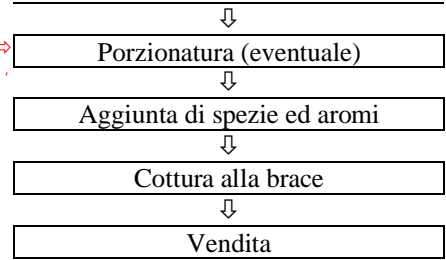 Porzionatura (eventuale)
Aggiunta di spezie ed aromi
Cottura alla brace
Vendita